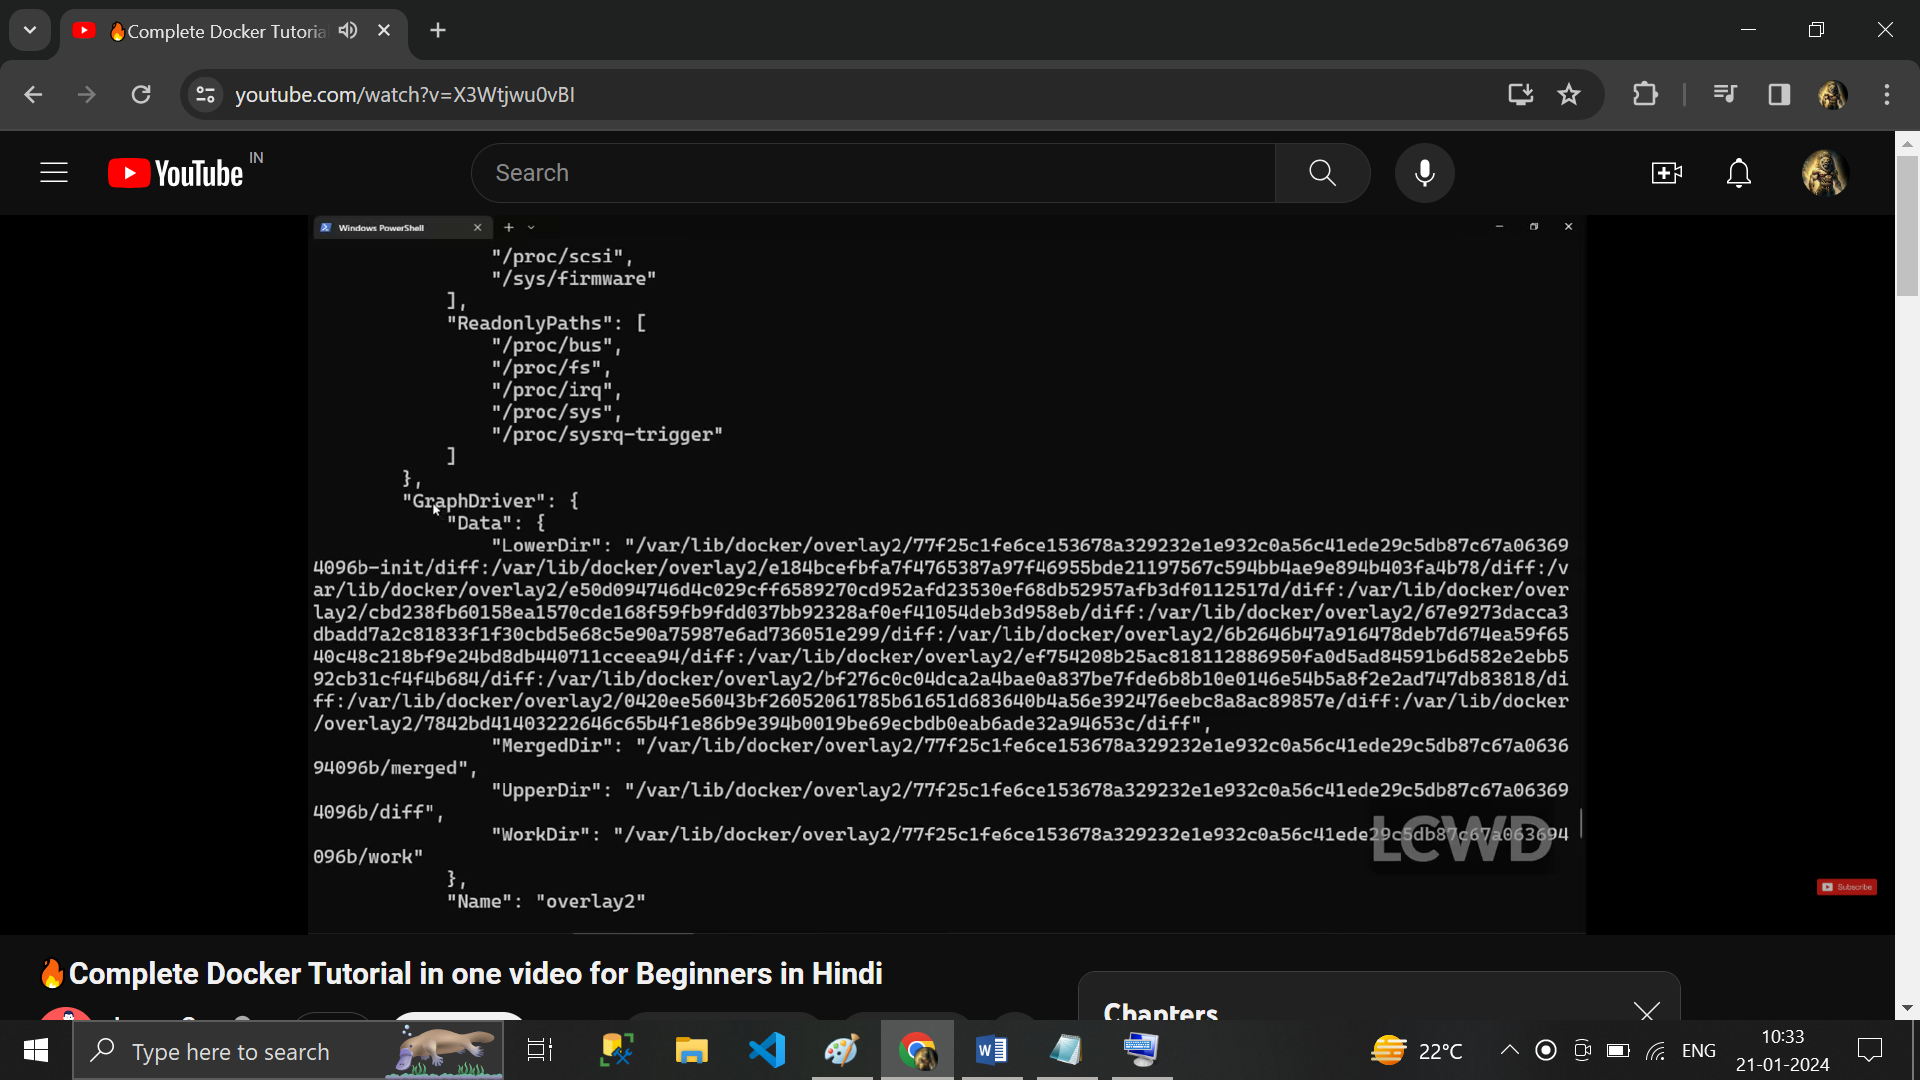 🔥Complete Docker Tutoria
youtube.com/watch?v=X3Wtjwu0vBI
YouTube IN
Search
Windows PowerShell
"/proc/scsi",
"/sys/firmware"
],
"ReadonlyPaths": [
"/proc/bus",
"/proc/fs",
"/proc/irq",
"/proc/sys",
"/proc/sysrq-trigger"
]
},
"GraphDriver": {
"Data": {
"LowerDir": "/var/lib/docker/overlay2/77f25c1fe6ce153678a329232e1e932c0a56c41ede29c5db87c67a06369
4096b-init/diff:/var/lib/docker/overlay2/e184bcefbfa7f4765387a97f46955bde21197567c594bb4ae9e894b403fa4b78/diff:/v
ar/lib/docker/overlay2/e50d094746d4c029cff6589270cd952afd23530ef68db52957afb3df0112517d/diff:/var/lib/docker/over
lay2/cbd238fb60158ea1570cde168f59fb9fdd037bb92328af0ef41054deb3d958eb/diff:/var/lib/docker/overlay2/67e9273dacca3
dbadd7a2c81833f1f30cbd5e68c5e90a75987e6ad736051e299/diff:/var/lib/docker/overlay2/6b2646b47a916478deb7d674ea59f65
40c48c218bf9e24bd8db440711cceea94/diff:/var/lib/docker/overlay2/ef754208b25ac818112886950fa0d5ad84591b6d582e2ebb5
92cb31cf4f4b684/diff:/var/lib/docker/overlay2/bf276c0c04dca2a4bae0a837be7fde6b8b10e0146e54b5a8f2e2ad747db83818/di
ff:/var/lib/docker/overlay2/0420ee56043bf26052061785b61651d683640b4a56e392476eebc8a8ac89857e/diff:/var/lib/docker
/overlay2/7842bd41403222646c65b4f1e86b9e394b0019be69ecbdb0eab6ade32a94653c/diff",
"MergedDir": "/var/lib/docker/overlay2/77f25c1fe6ce153678a329232e1e932c0a56c41ede29c5db87c67a0636
94096b/merged",
"UpperDir": "/var/lib/docker/overlay2/77f25c1fe6ce153678a329232e1e932c0a56c41ede29c5db87c67a06369
4096b/diff",
"WorkDir": "/var/lib/docker/overlay2/77f25c1fe6ce153678a329232e1e932c0a56c41ede29c5db87c67a063694
096b/work"
LCWD
},
"Name": "overlay2"
Subscribe
🔥Complete Docker Tutorial in one video for Beginners in Hindi
Chapters
Type here to search
22°C
ENG
10:33
21-01-2024